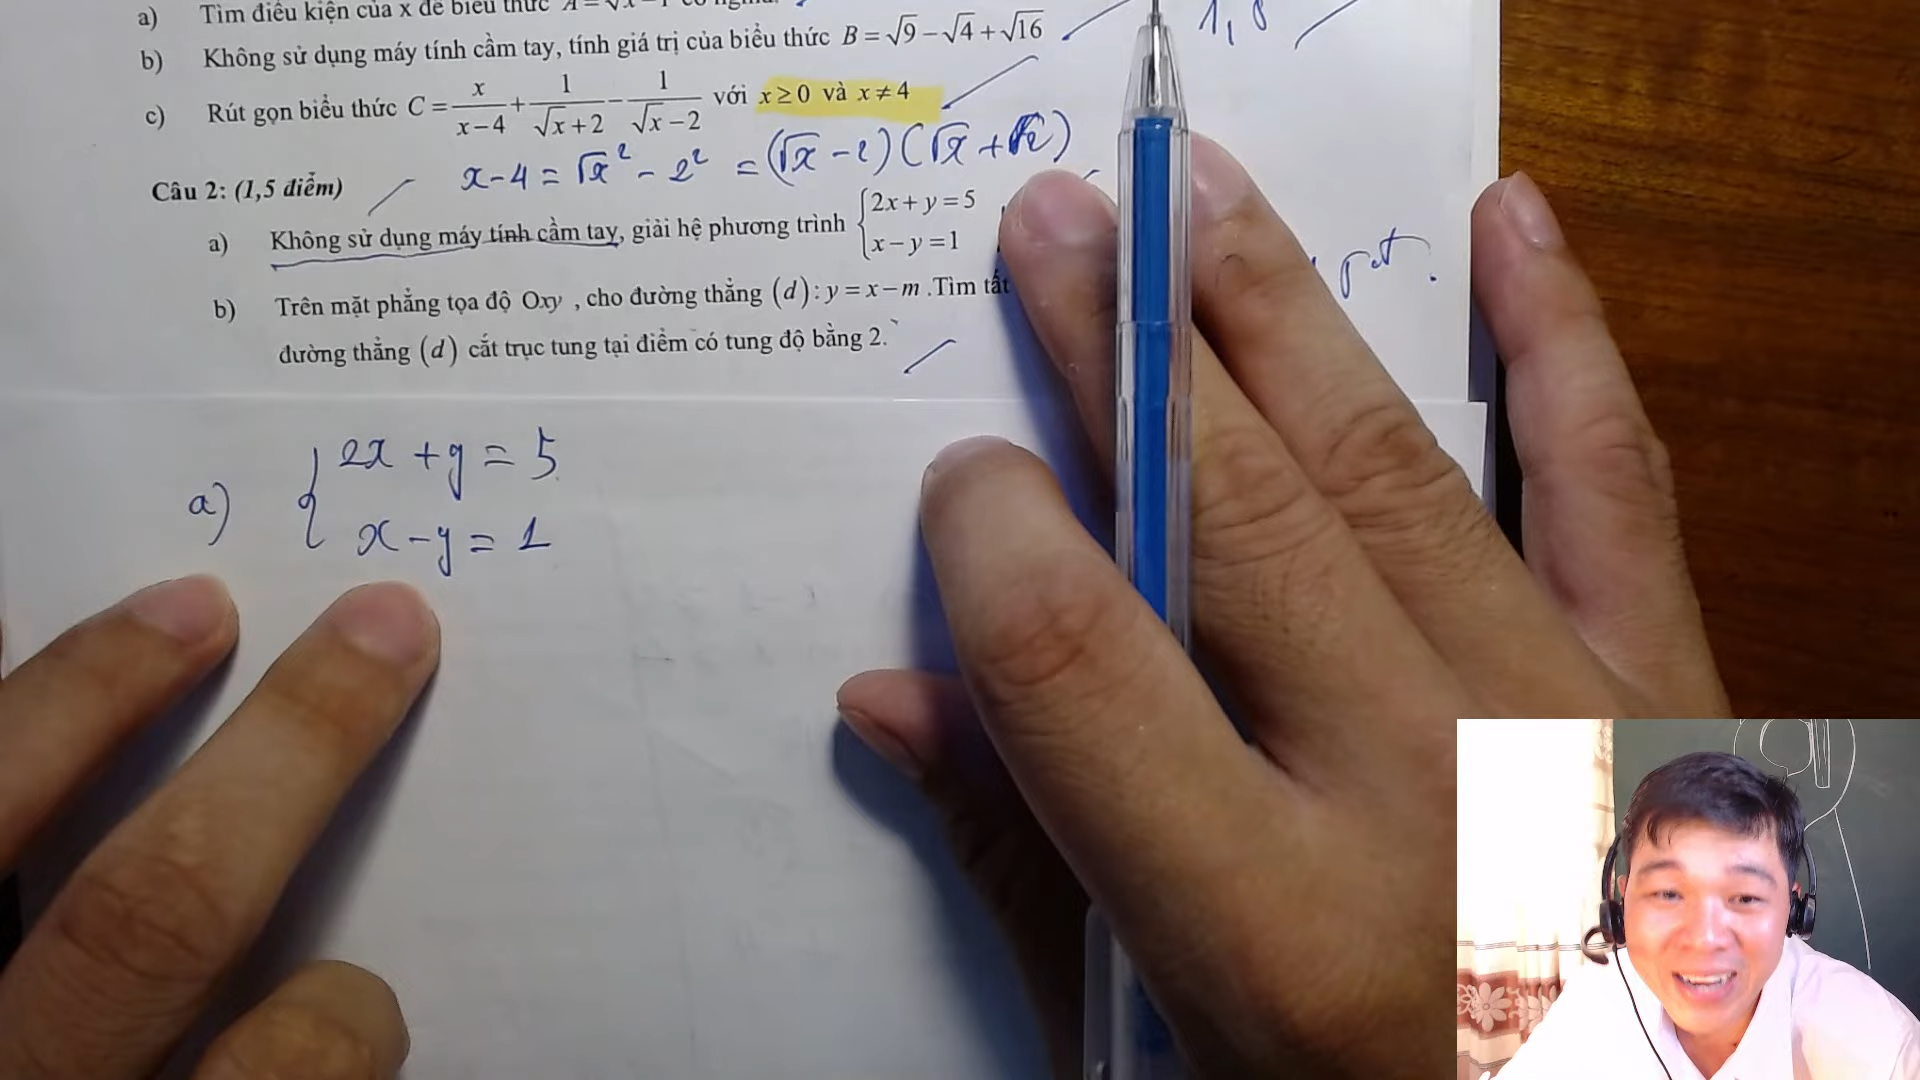 a) Tìm điều kiện của x để biểu thức A = √x − 1 có nghĩa.
b) Không sử dụng máy tính cầm tay, tính giá trị của biểu thức B = √9 − √4 + √16
1,
c) Rút gọn biểu thức C = x/(x−4) + 1/(√x+2) − 1/(√x−2) với x ≥ 0 và x ≠ 4
x − 4 = √x² − 2² = (√x − 2)(√x + 2)
Câu 2: (1,5 điểm)
a) Không sử dụng máy tính cầm tay, giải hệ phương trình { 2x + y = 5
x − y = 1
b) Trên mặt phẳng tọa độ Oxy , cho đường thẳng (d): y = x − m .Tìm tất
đường thẳng (d) cắt trục tung tại điểm có tung độ bằng 2.
a) { 2x + y = 5
x − y = 1